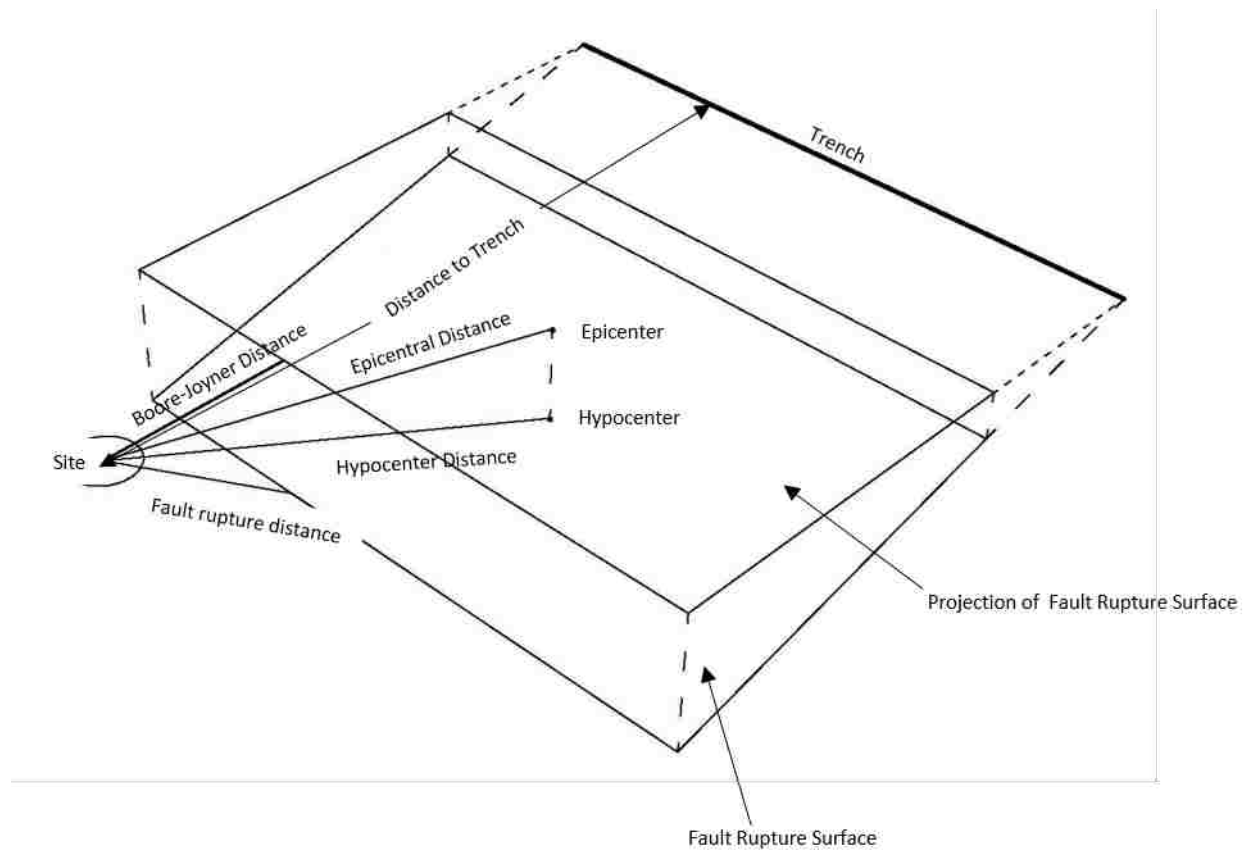 Trench
Distance to Trench
Epicentral Distance
Epicenter
Boore-Joyner Distance
Hypocenter
Site
Hypocenter Distance
Fault rupture distance
Projection of Fault Rupture Surface
Fault Rupture Surface